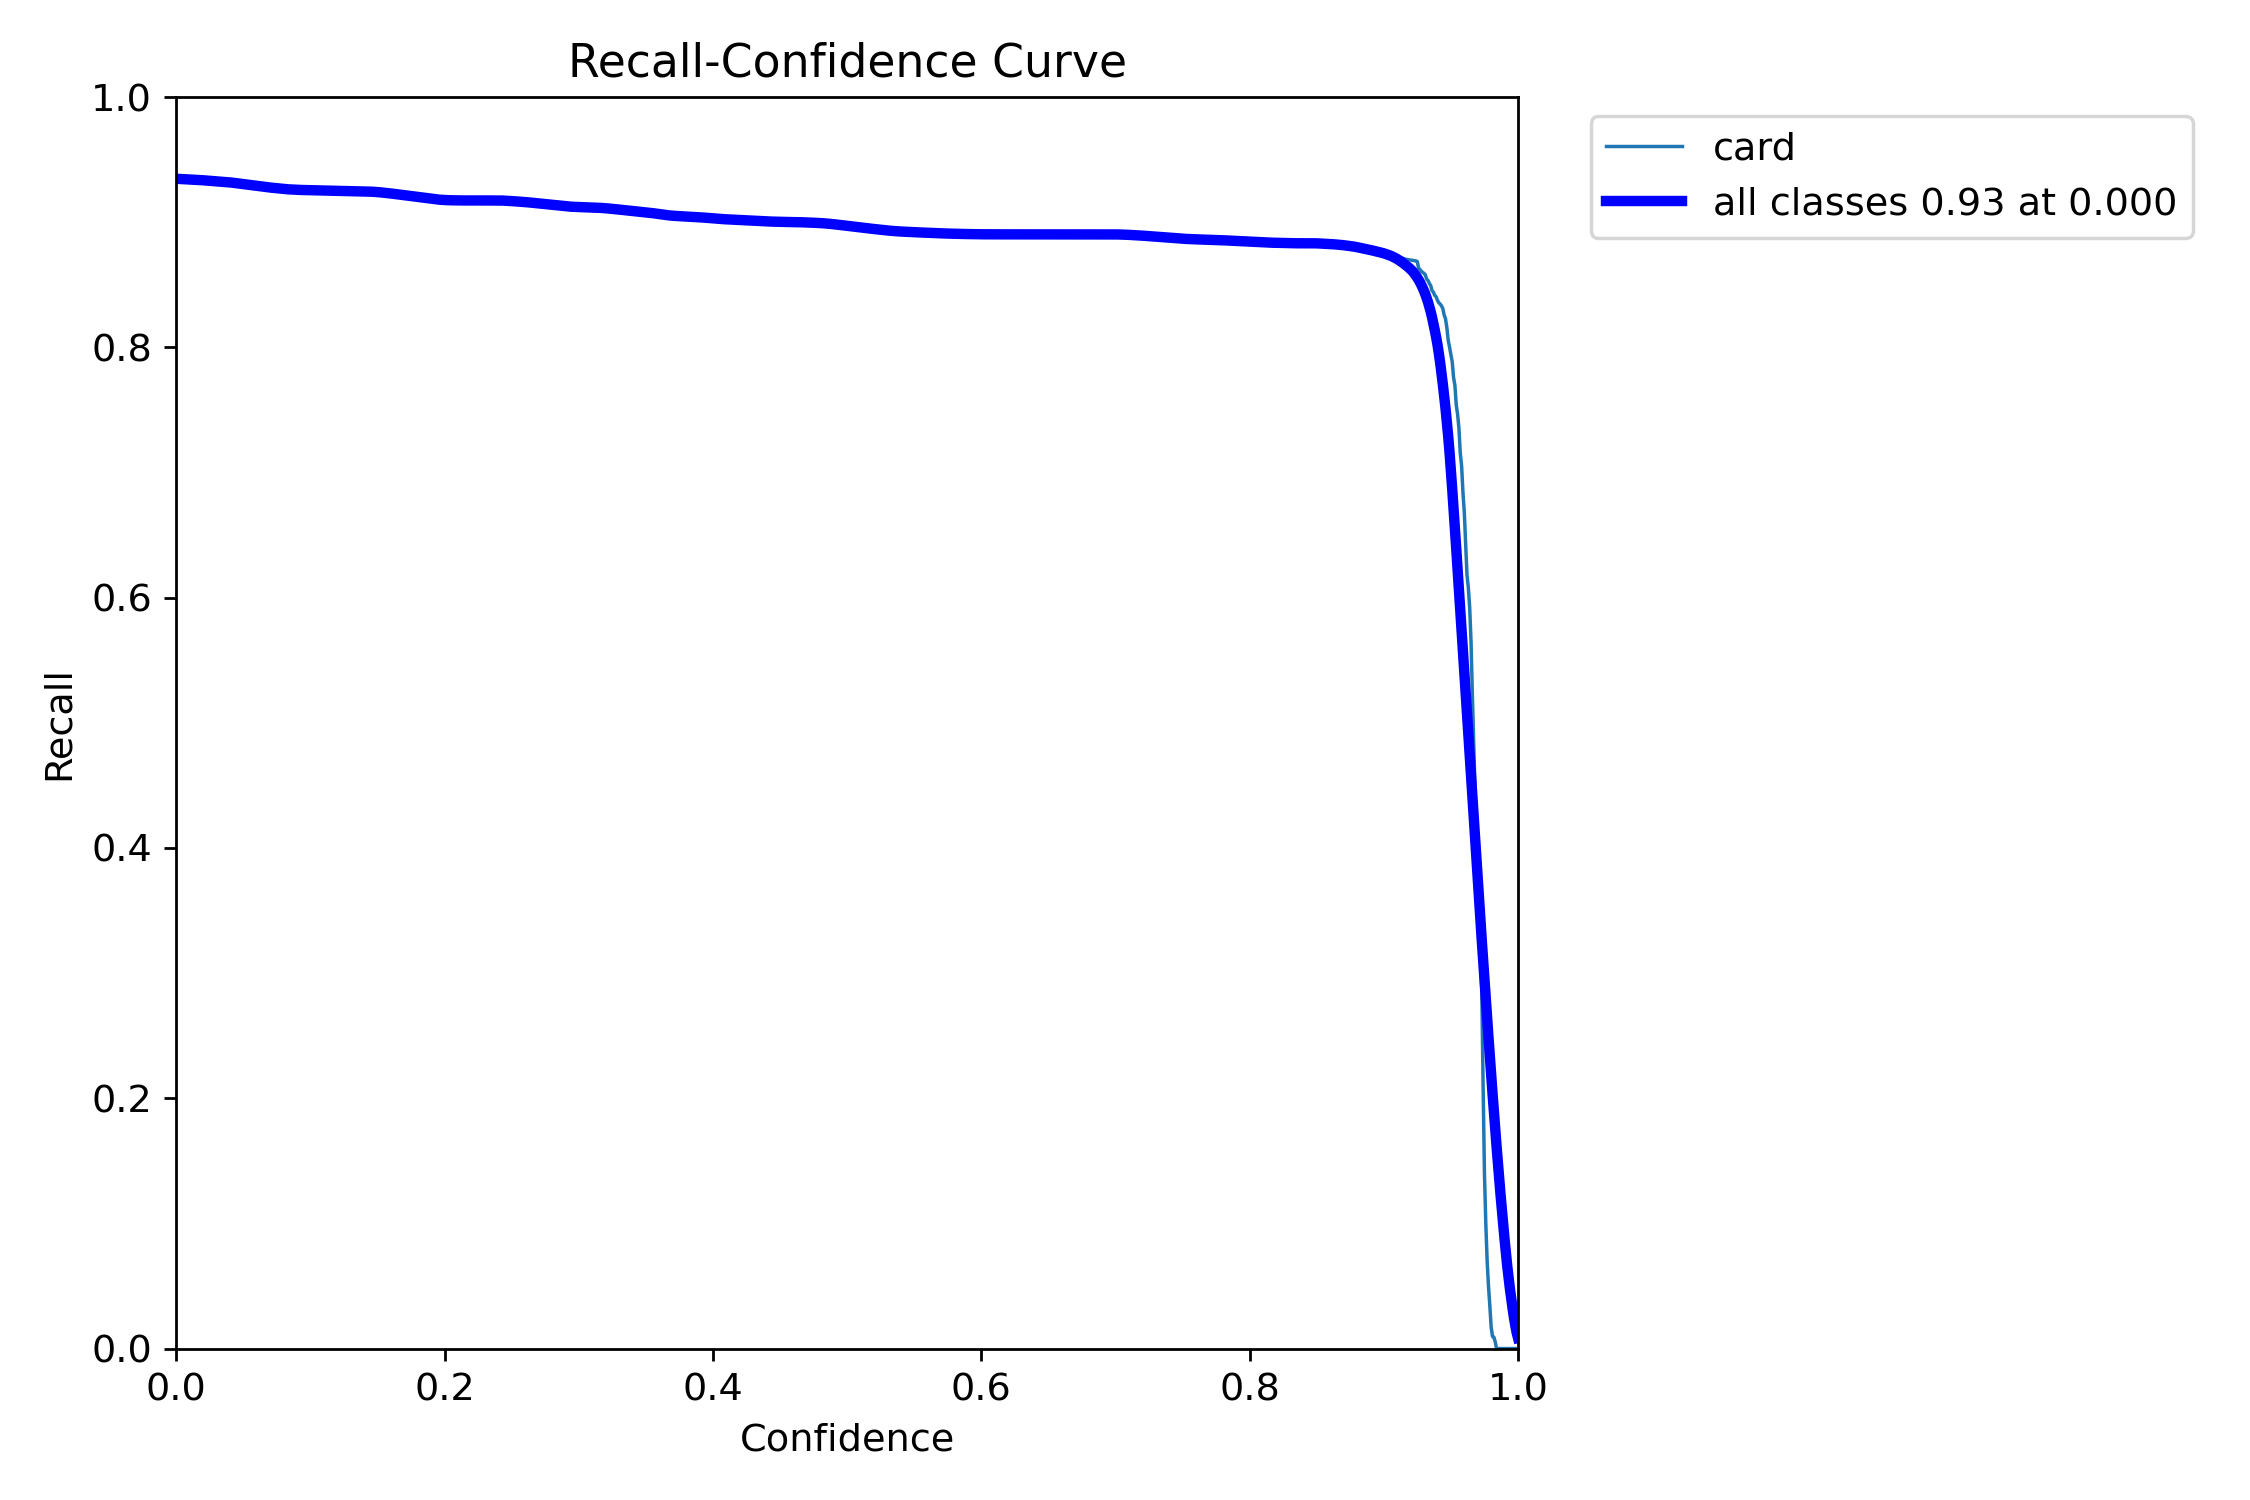 Recall-Confidence Curve
card
all classes 0.93 at 0.000
1.0
0.8
0.6
0.4
0.2
0.0
Recall
0.0 0.2 0.4 0.6 0.8 1.0
Confidence